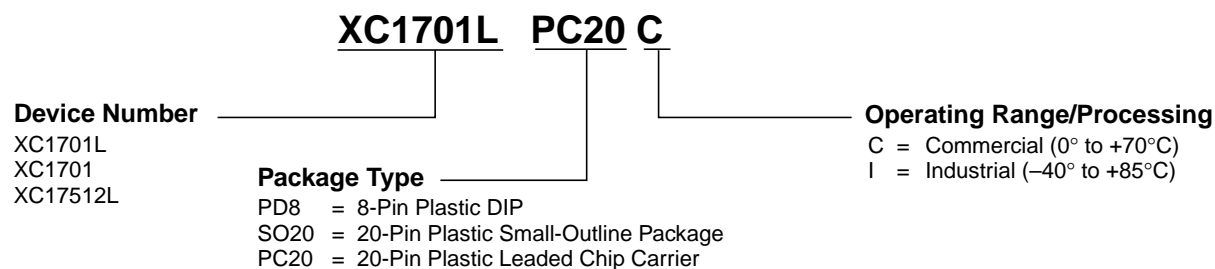 XC1701L PC20 C
Device Number
XC1701L
XC1701
XC17512L
Package Type
PD8 = 8-Pin Plastic DIP
SO20 = 20-Pin Plastic Small-Outline Package
PC20 = 20-Pin Plastic Leaded Chip Carrier
Operating Range/Processing
C = Commercial (0° to +70°C)
I = Industrial (–40° to +85°C)